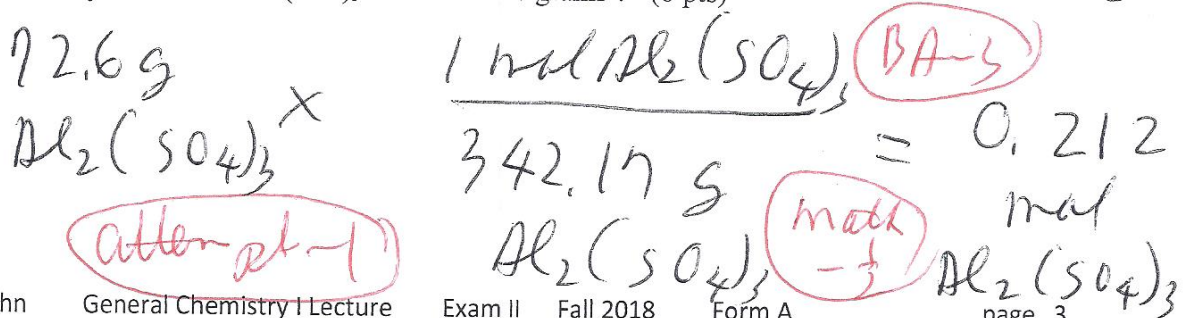 72.6 g
Al₂(SO₄)₃ ×
1 mol Al₂(SO₄)₃
342.17 g
Al₂(SO₄)₃
= 0.212
mol
Al₂(SO₄)₃
BA-3
attempt-1
math
-3
hn General Chemistry I Lecture Exam II Fall 2018 Form A page 3